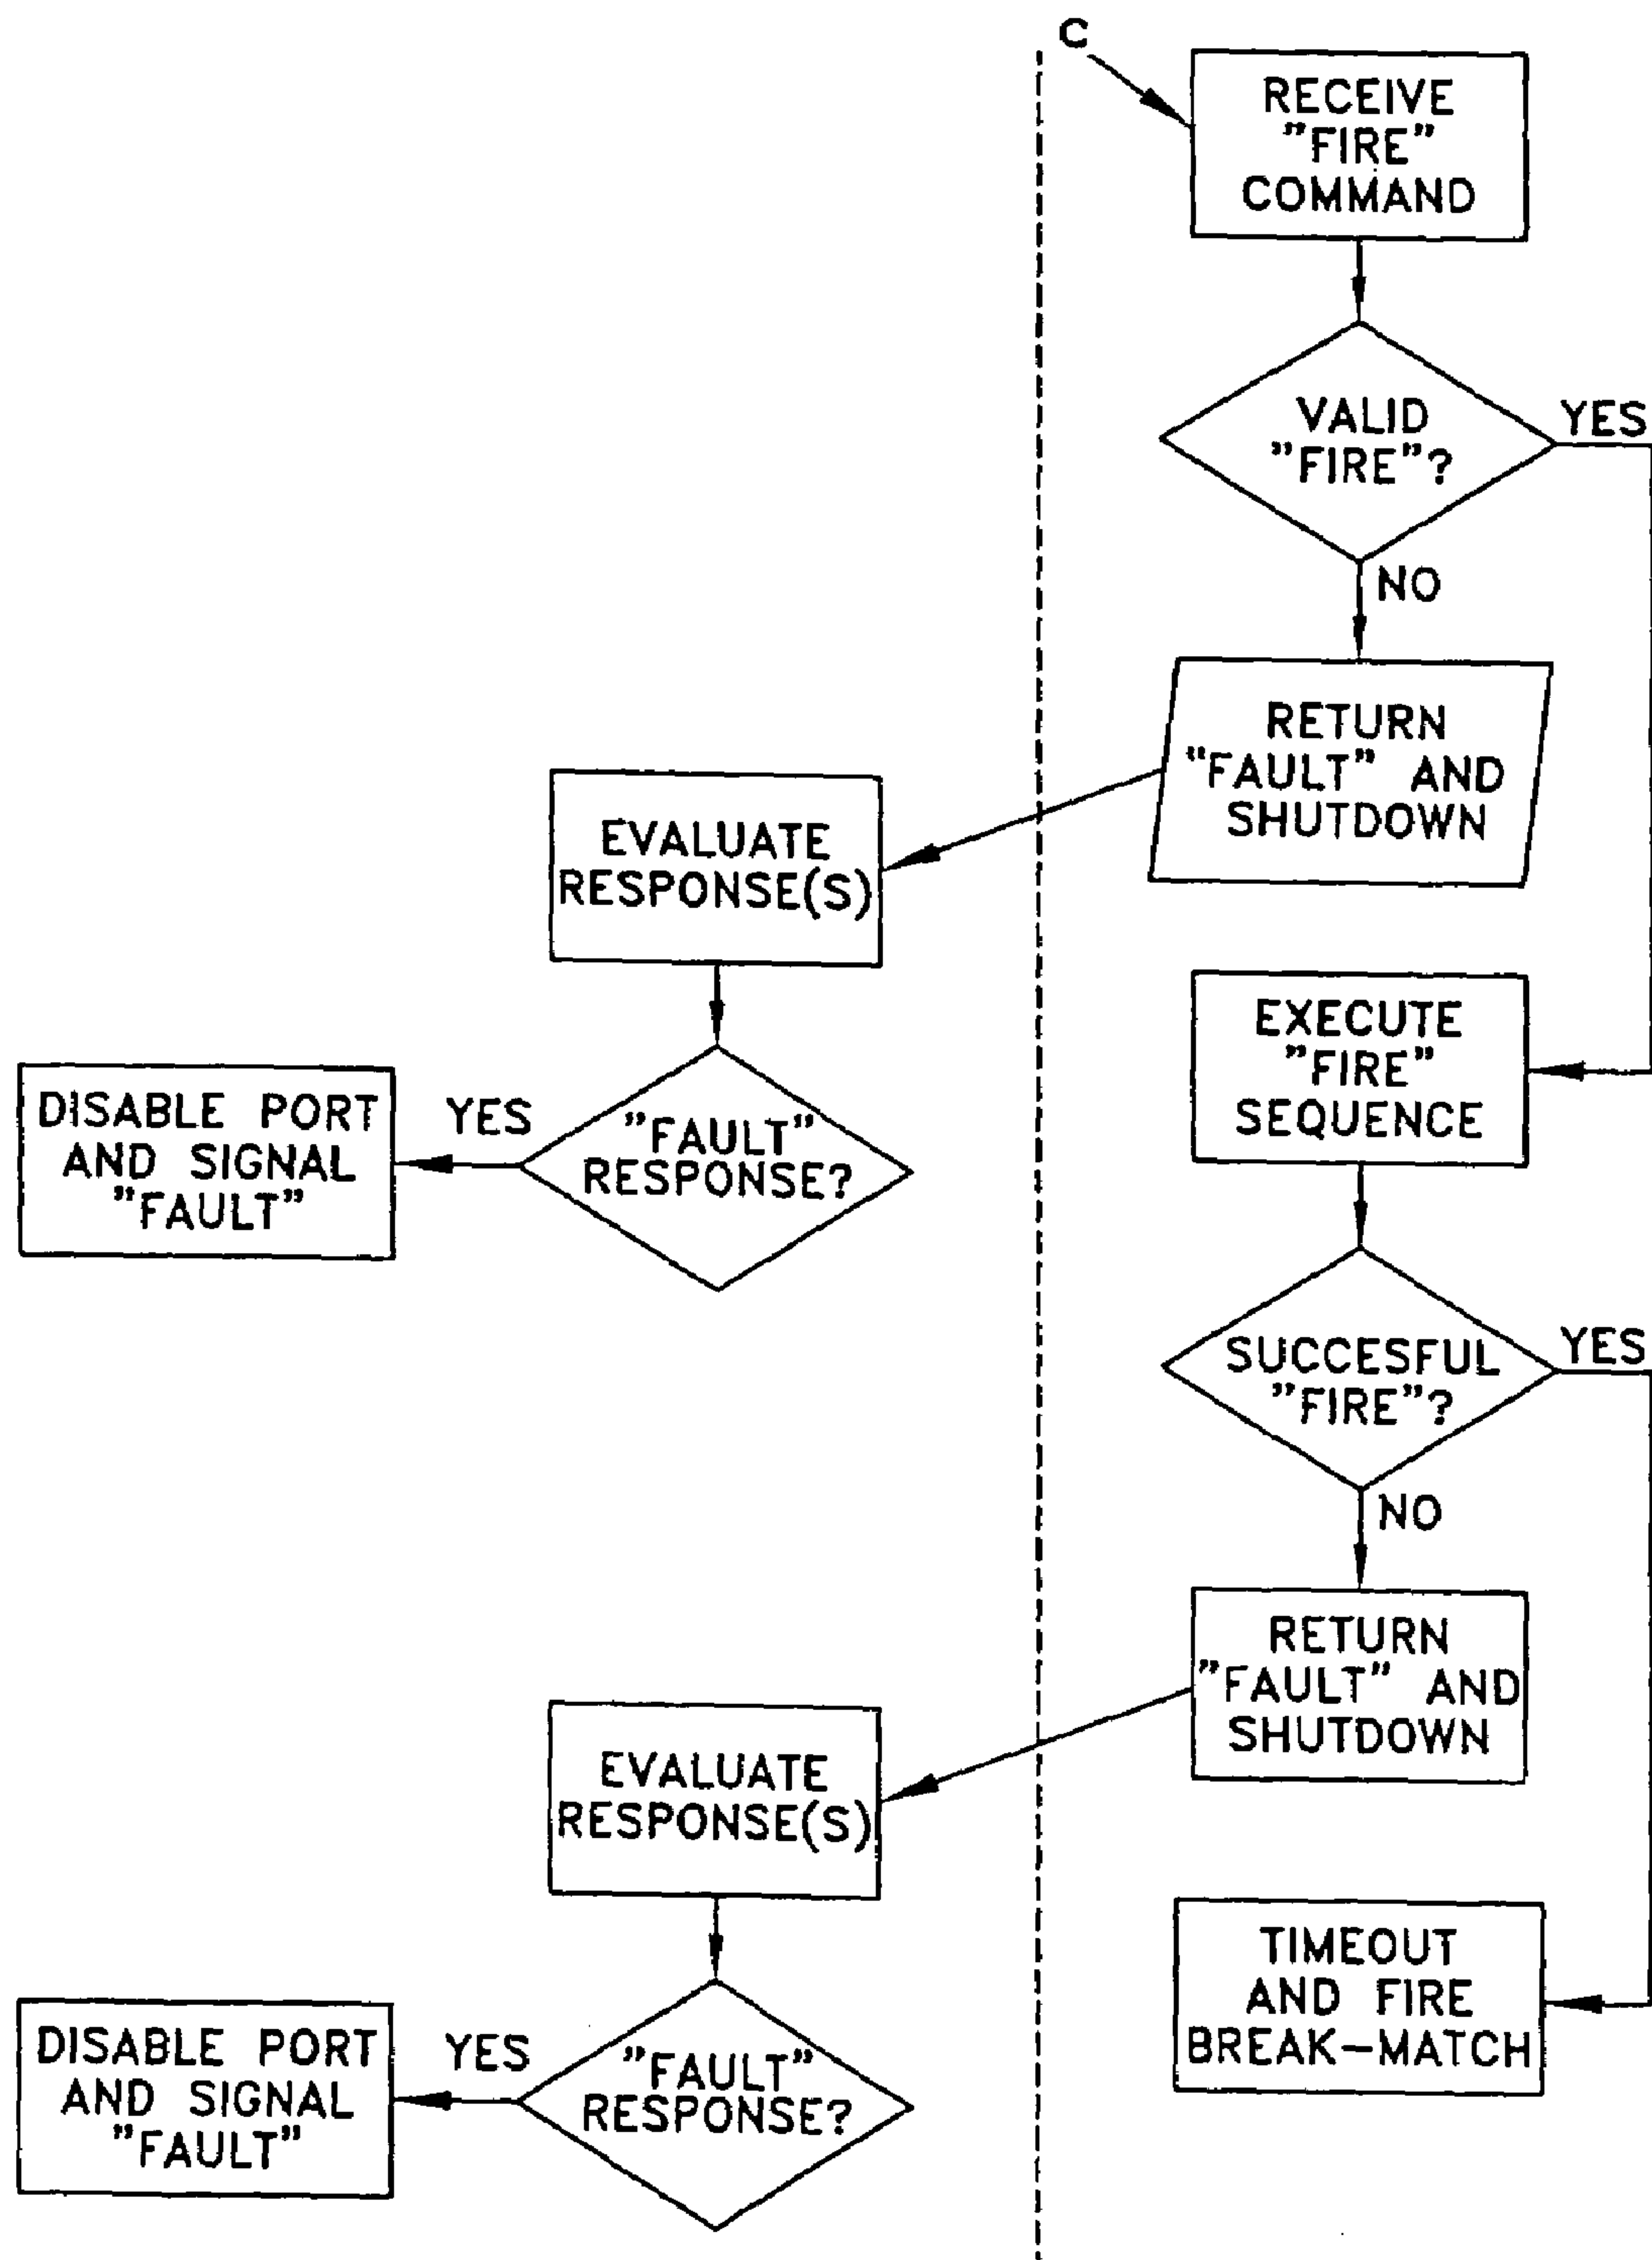 C
RECEIVE
"FIRE"
COMMAND
VALID
"FIRE"?
YES
NO
RETURN
"FAULT" AND
SHUTDOWN
EVALUATE
RESPONSE(S)
"FAULT"
RESPONSE?
YES
DISABLE PORT
AND SIGNAL
"FAULT"
EXECUTE
"FIRE"
SEQUENCE
SUCCESFUL
"FIRE"?
YES
NO
RETURN
"FAULT" AND
SHUTDOWN
EVALUATE
RESPONSE(S)
"FAULT"
RESPONSE?
YES
DISABLE PORT
AND SIGNAL
"FAULT"
TIMEOUT
AND FIRE
BREAK-MATCH